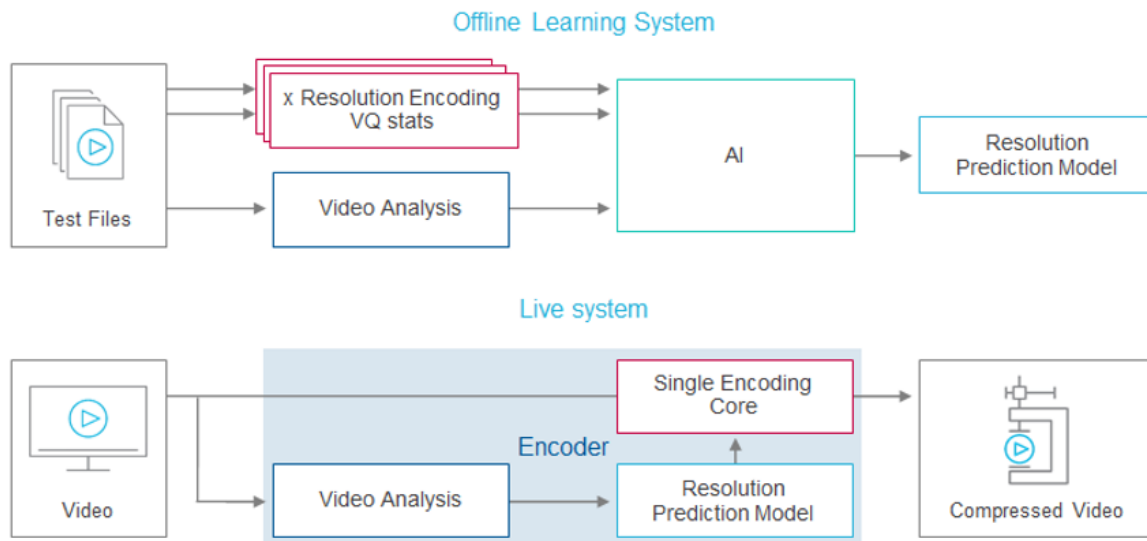 Offline Learning System
x Resolution Encoding
VQ stats
AI
Resolution
Prediction Model
Test Files
Video Analysis
Live system
Single Encoding
Core
Encoder
Video
Video Analysis
Resolution
Prediction Model
Compressed Video